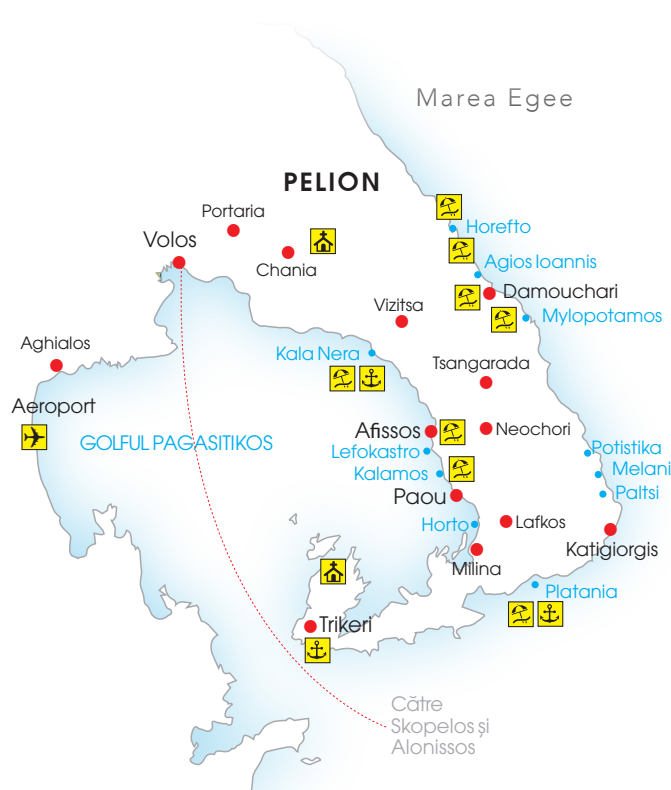 Marea Egee
PELION
Portaria
Horefto
Volos
Chania
Agios Ioannis
Damouchari
Vizitsa
Mylopotamos
Aghialos
Kala Nera
Tsangarada
Aeroport
Afissos
Neochori
GOLFUL PAGASITIKOS
Lefokastro
Potistika
Kalamos
Melani
Paou
Paltsi
Horto
Lafkos
Katigiorgis
Milina
Platania
Trikeri
Către
Skopelos și
Alonissos